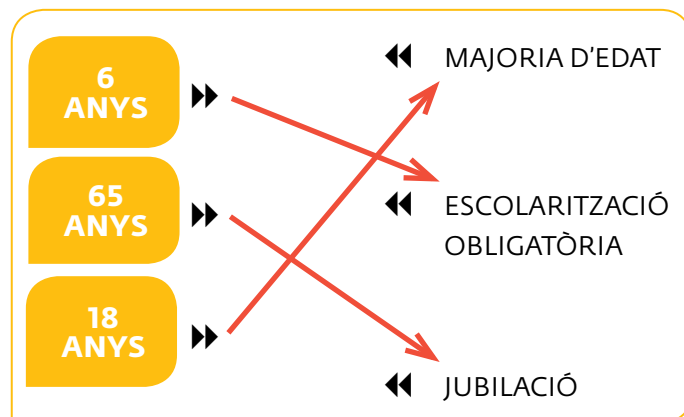 6
ANYS
65
ANYS
18
ANYS
MAJORIA D'EDAT
ESCOLARITZACIÓ
OBLIGATÒRIA
JUBILACIÓ